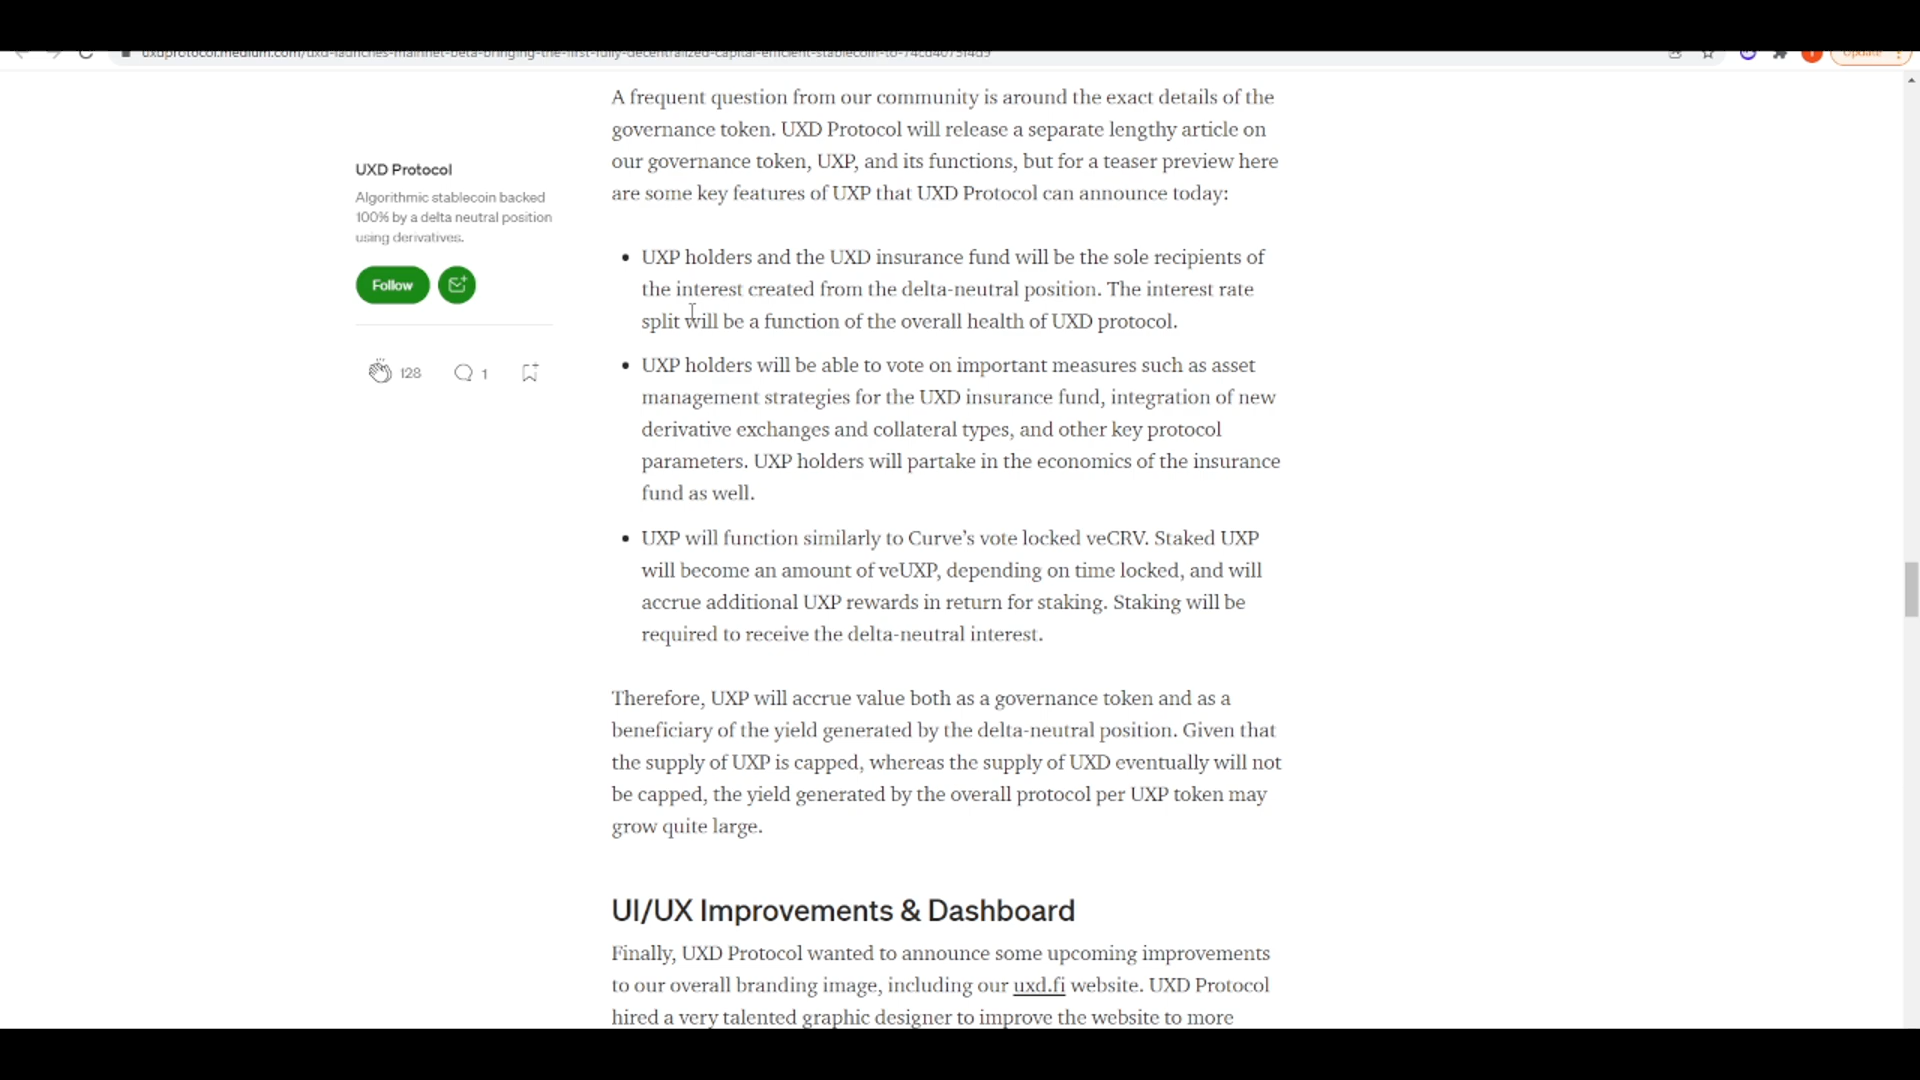 uxdprotocol.medium.com/uxd-launches-mainnet-beta-bringing-the-first-fully-decentralized-capital-efficient-stablecoin-to-74cd4075f4d9
Update
A frequent question from our community is around the exact details of the
governance token. UXD Protocol will release a separate lengthy article on
our governance token, UXP, and its functions, but for a teaser preview here
are some key features of UXP that UXD Protocol can announce today:
UXD Protocol
Algorithmic stablecoin backed
100% by a delta neutral position
using derivatives.
Follow
128
1
• UXP holders and the UXD insurance fund will be the sole recipients of
the interest created from the delta-neutral position. The interest rate
split will be a function of the overall health of UXD protocol.
• UXP holders will be able to vote on important measures such as asset
management strategies for the UXD insurance fund, integration of new
derivative exchanges and collateral types, and other key protocol
parameters. UXP holders will partake in the economics of the insurance
fund as well.
• UXP will function similarly to Curve’s vote locked veCRV. Staked UXP
will become an amount of veUXP, depending on time locked, and will
accrue additional UXP rewards in return for staking. Staking will be
required to receive the delta-neutral interest.
Therefore, UXP will accrue value both as a governance token and as a
beneficiary of the yield generated by the delta-neutral position. Given that
the supply of UXP is capped, whereas the supply of UXD eventually will not
be capped, the yield generated by the overall protocol per UXP token may
grow quite large.
UI/UX Improvements & Dashboard
Finally, UXD Protocol wanted to announce some upcoming improvements
to our overall branding image, including our uxd.fi website. UXD Protocol
hired a very talented graphic designer to improve the website to more